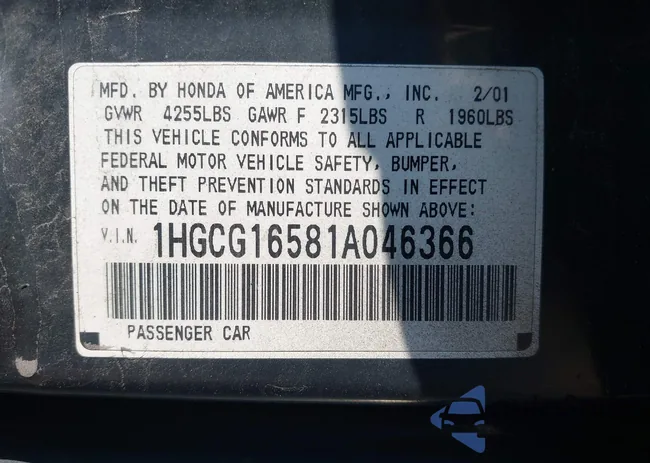 MFD. BY HONDA OF AMERICA MFG., INC. 2/01
GVWR 4255LBS GAWR F 2315LBS R 1960LBS
THIS VEHICLE CONFORMS TO ALL APPLICABLE
FEDERAL MOTOR VEHICLE SAFETY, BUMPER,
AND THEFT PREVENTION STANDARDS IN EFFECT
ON THE DATE OF MANUFACTURE SHOWN ABOVE:
V.I.N. 1HGCG16581A046366
PASSENGER CAR